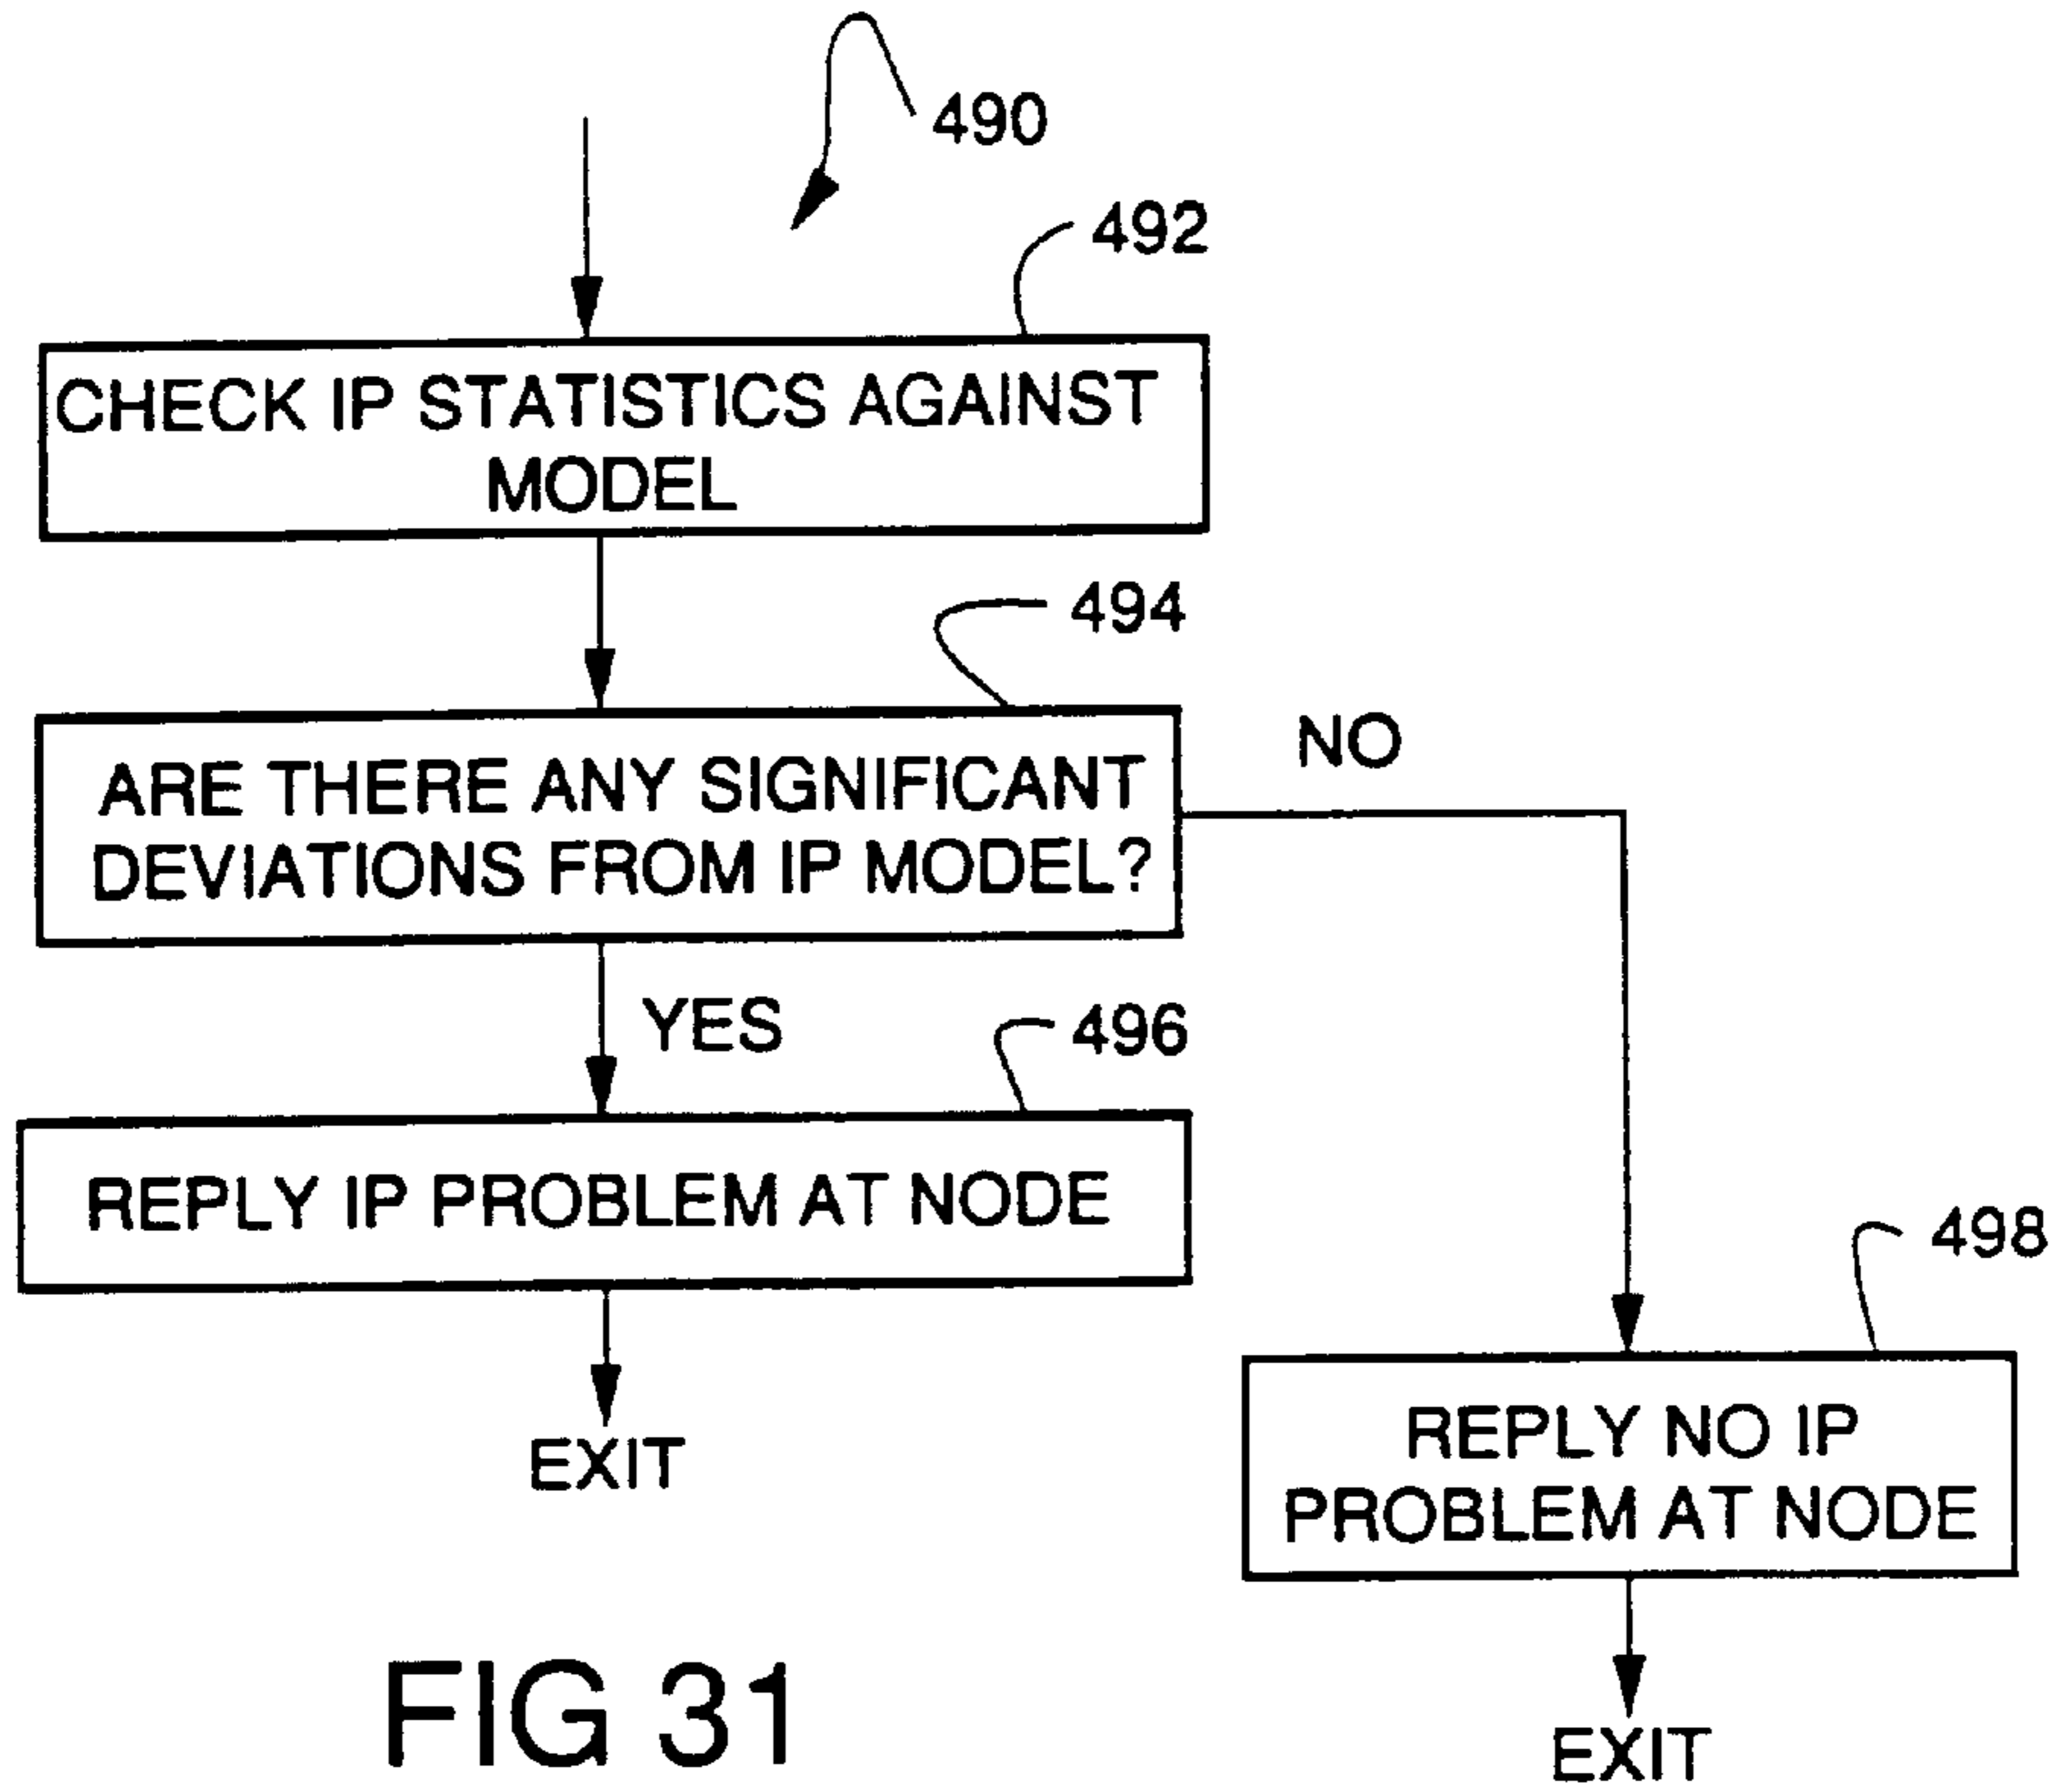 490
492
CHECK IP STATISTICS AGAINST
MODEL
494
ARE THERE ANY SIGNIFICANT
DEVIATIONS FROM IP MODEL?
NO
YES
496
REPLY IP PROBLEM AT NODE
EXIT
498
REPLY NO IP
PROBLEM AT NODE
EXIT
FIG 31